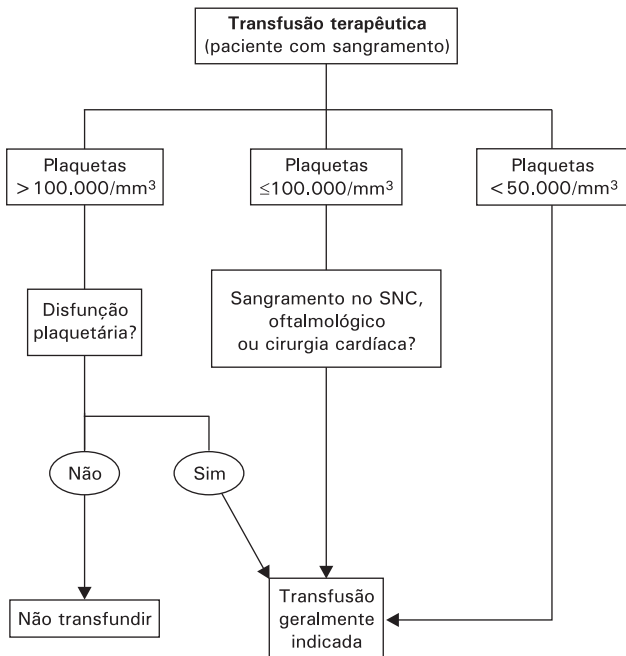 Transfusão terapêutica
(paciente com sangramento)
Plaquetas
>100.000/mm³
Plaquetas
≤100.000/mm³
Plaquetas
<50.000/mm³
Disfunção
plaquetária?
Sangramento no SNC,
oftalmológico
ou cirurgia cardíaca?
Não
Sim
Não transfundir
Transfusão
geralmente
indicada